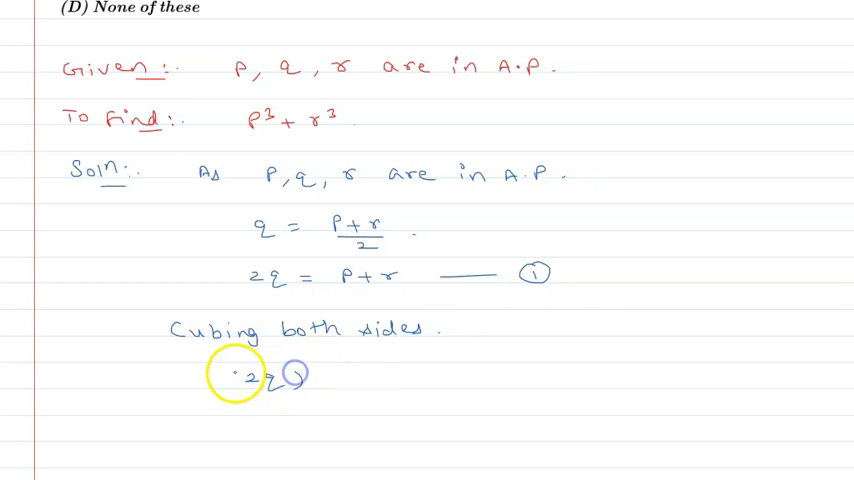 (D) None of these
Given:. p, q, r are in A.P.
To Find:. p³ + r³
Soln:. As p, q, r are in A.P.
q = p + r / 2 .
2q = p + r —— ①
Cubing both sides.
2q)